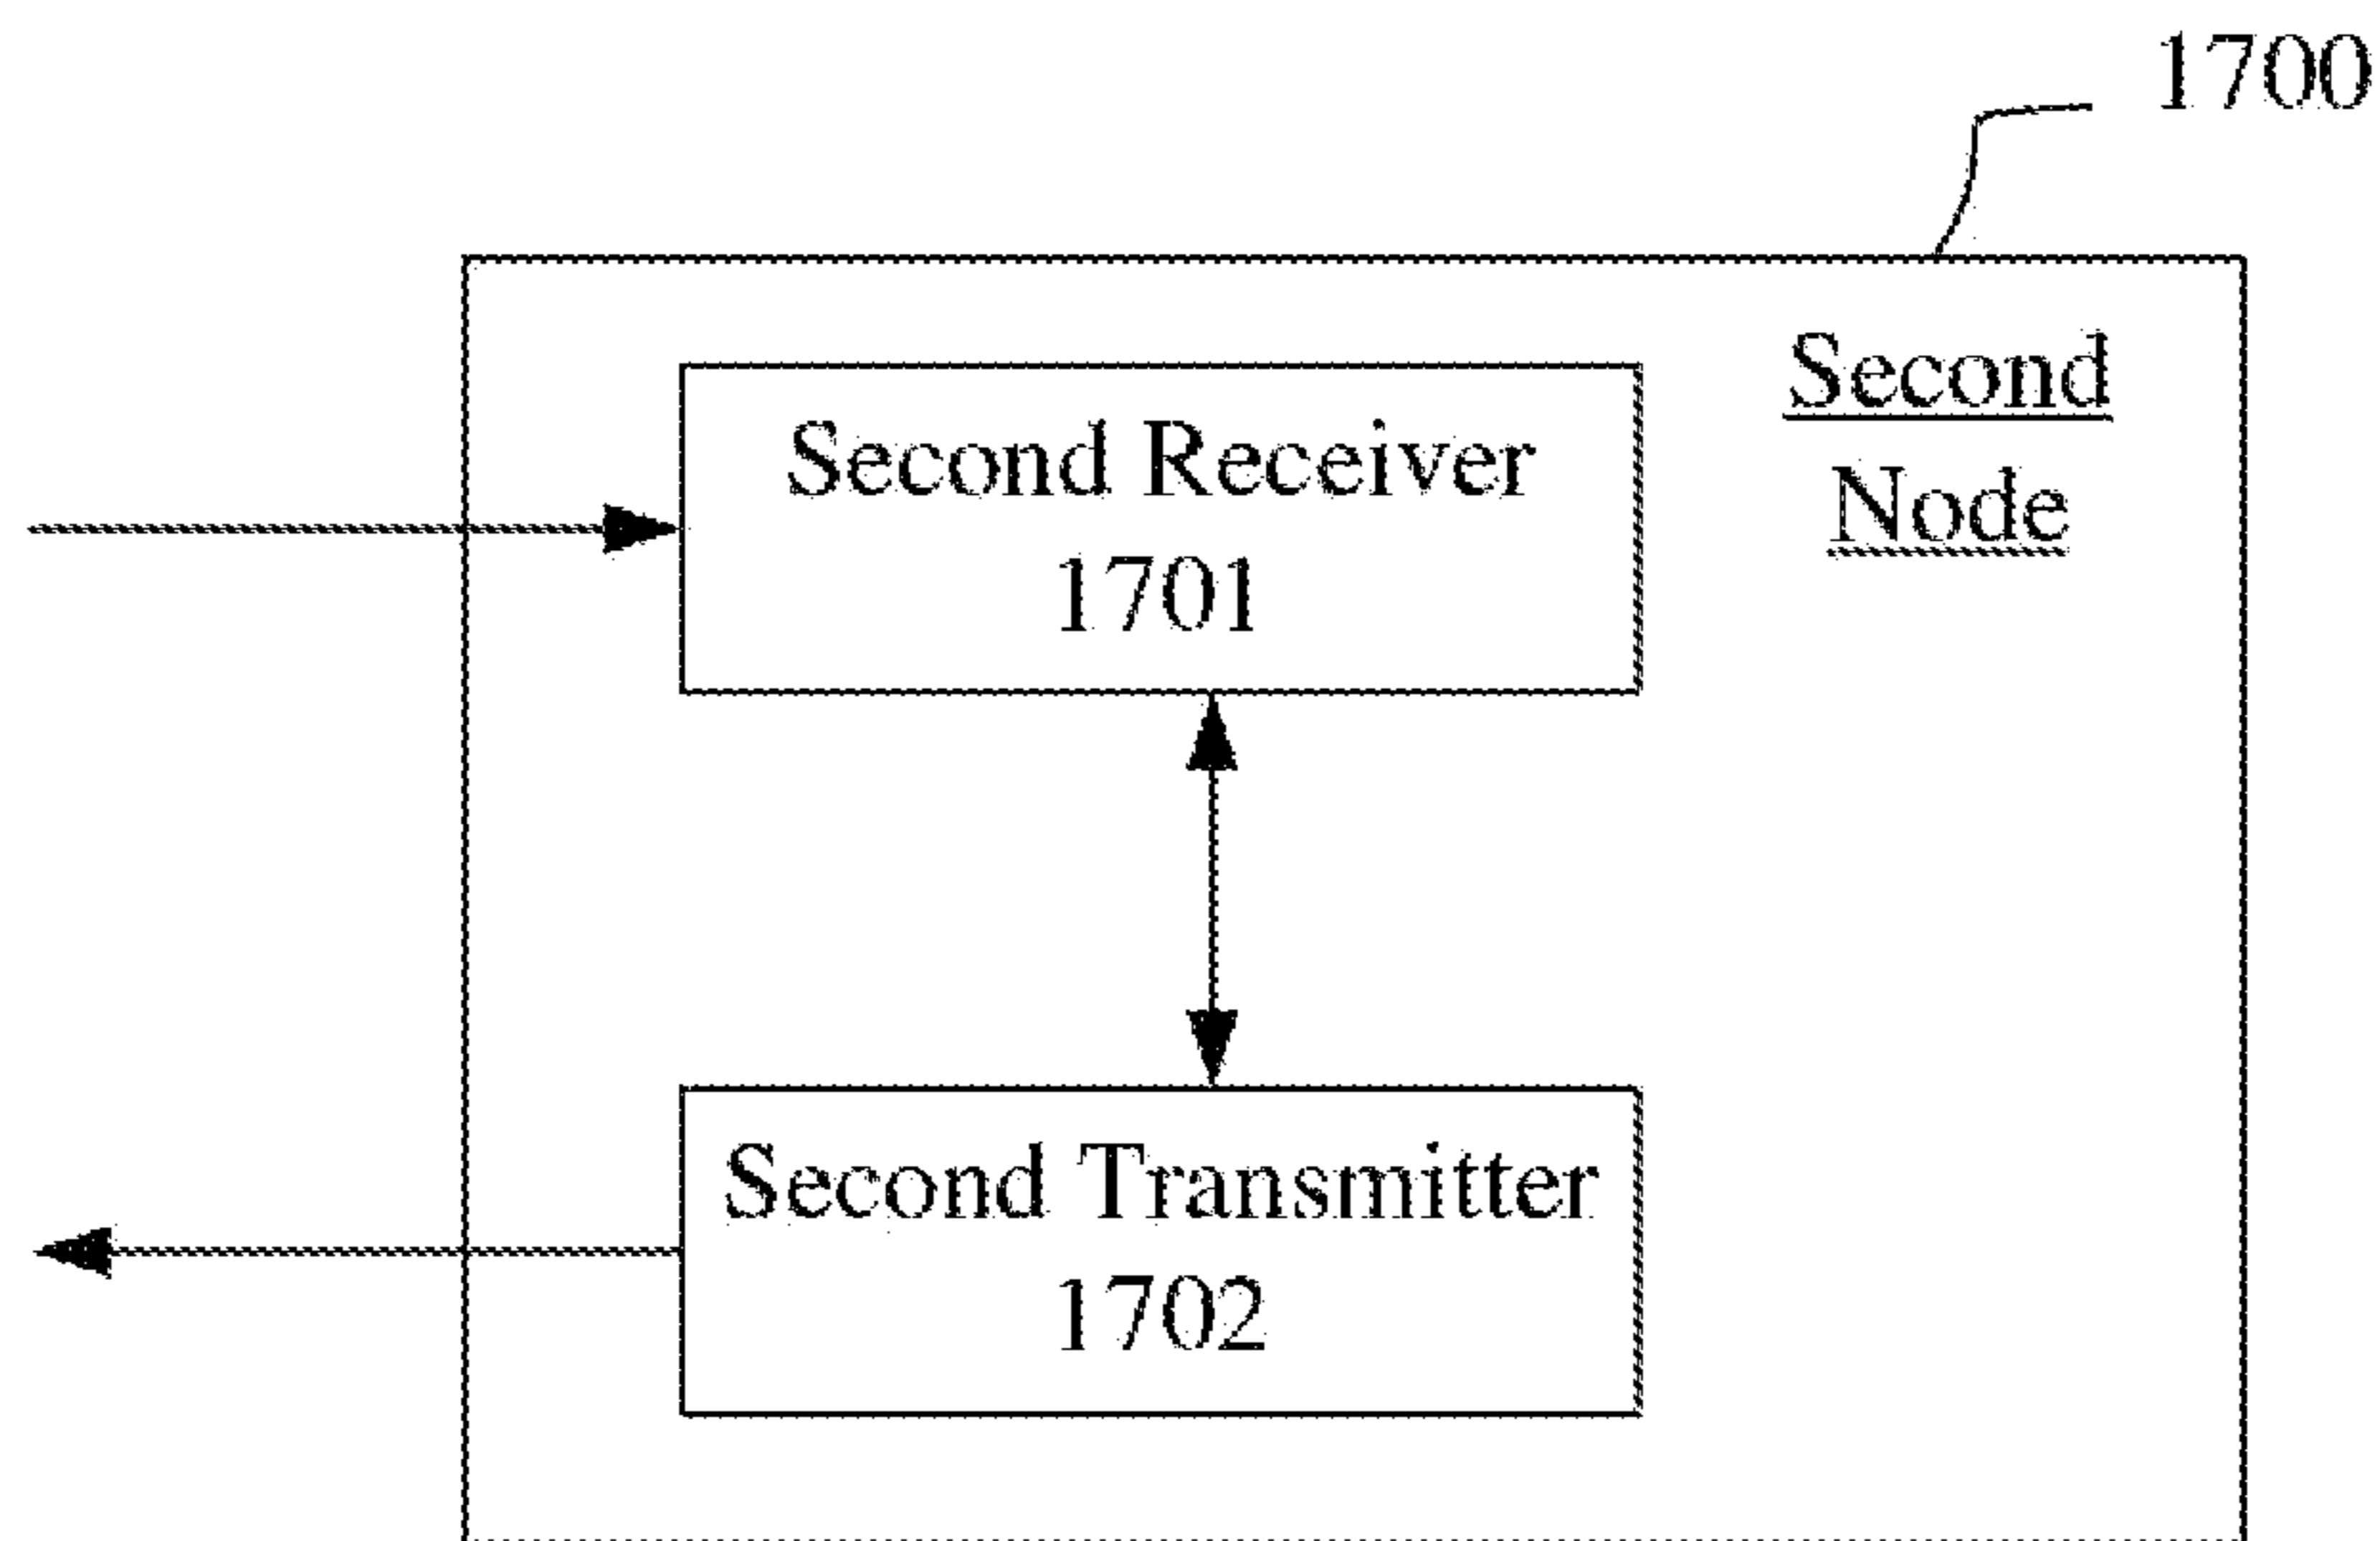 1700
Second
Node
Second Receiver
1701
Second Transmitter
1702